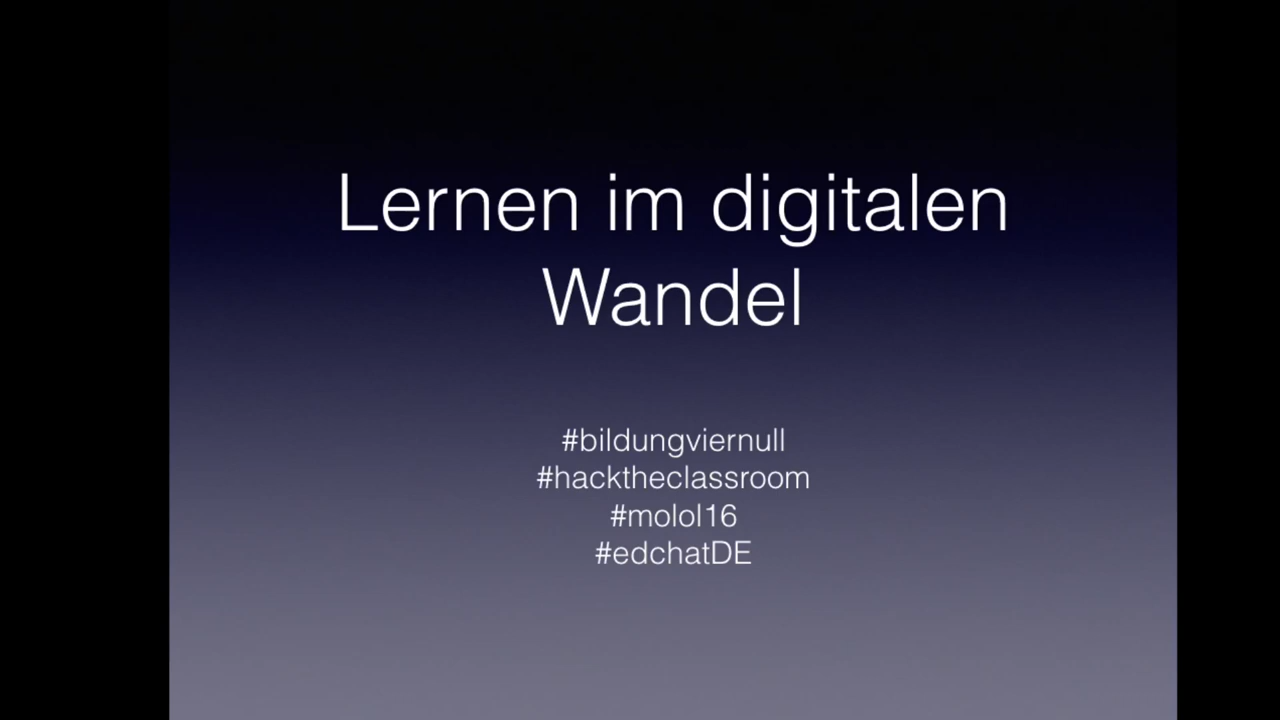 Lernen im digitalen
Wandel
#bildungviernull
#hacktheclassroom
#molol16
#edchatDE